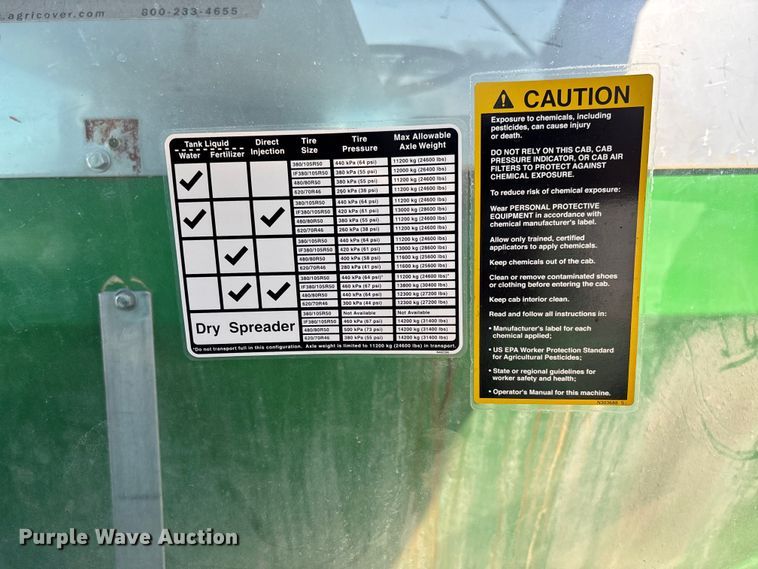 .agricover.com 800-233-4655
Tank Liquid Direct Injection Tire Size Tire Pressure Max Allowable Axle Weight
Water Fertilizer
380/105R50 440 kPa (64 psi) 11200 kg (24600 lbs)
IF380/105R50 380 kPa (55 psi) 12000 kg (26400 lb)
480/80R50 380 kPa (55 psi) 11200 kg (24600 lbs)
620/70R46 260 kPa (38 psi) 11200 kg (24600 lbs)
380/105R50 440 kPa (64 psi) 11200 kg (24600 lbs)
IF380/105R50 420 kPa (61 psi) 13000 kg (28600 lbs)
480/80R50 380 kPa (55 psi) 11200 kg (24600 lbs)
620/70R46 260 kPa (38 psi) 11200 kg (24600 lbs)
380/105R50 440 kPa (64 psi) 11200 kg (24600 lbs)
IF380/105R50 420 kPa (61 psi) 13000 kg (28600 lbs)
480/80R50 400 kPa (58 psi) 11600 kg (25600 lbs)
620/70R46 280 kPa (41 psi) 11600 kg (25600 lbs)
380/105R50 440 kPa (64 psi)* 11200 kg (24600 lbs)*
IF380/105R50 460 kPa (67 psi) 13800 kg (30400 lbs)
480/80R50 440 kPa (64 psi) 12300 kg (27200 lbs)
620/70R46 300 kPa (44 psi) 12300 kg (27200 lbs)
Dry Spreader
380/105R50 Not Available Not Available
IF380/105R50 460 kPa (67 psi) 14200 kg (31400 lbs)
480/80R50 500 kPa (73 psi) 14200 kg (31400 lbs)
620/70R46 380 kPa (55 psi) 14200 kg (31400 lbs)
*Do not transport full in this configuration. Axle weight is limited to 11200 kg (24600 lbs) in transport.
CAUTION
Exposure to chemicals, including
pesticides, can cause injury
or death.
DO NOT RELY ON THIS CAB, CAB
PRESSURE INDICATOR, OR CAB AIR
FILTERS TO PROTECT AGAINST
CHEMICAL EXPOSURE.
To reduce risk of chemical exposure:
Wear PERSONAL PROTECTIVE
EQUIPMENT in accordance with
chemical manufacturer's label.
Allow only trained, certified
applicators to apply chemicals.
Keep chemicals out of the cab.
Clean or remove contaminated shoes
or clothing before entering the cab.
Keep cab interior clean.
Read and follow all instructions in:
• Manufacturer's label for each
chemical applied;
• US EPA Worker Protection Standard
for Agricultural Pesticides;
• State or regional guidelines for
worker safety and health;
• Operator's Manual for this machine.
Purple Wave Auction